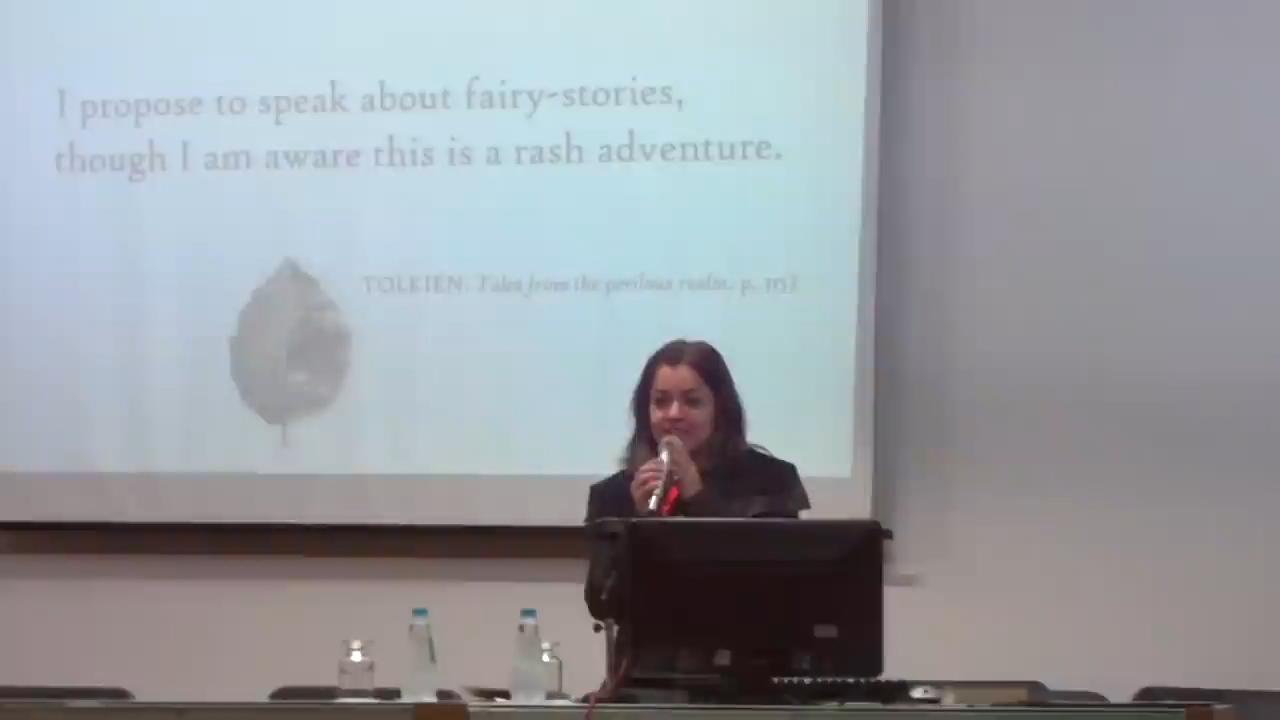 I propose to speak about fairy-stories,
though I am aware this is a rash adventure.
TOLKIEN. Tales from the perilous realm. p.